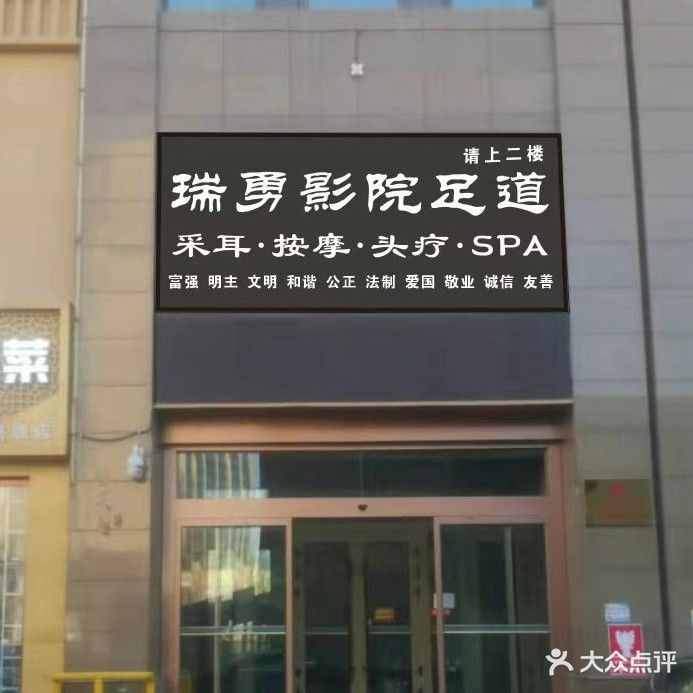 请上二楼
瑞勇影院足道
采耳·按摩·头疗·SPA
富强 明主 文明 和谐 公正 法制 爱国 敬业 诚信 友善
菜
大众点评